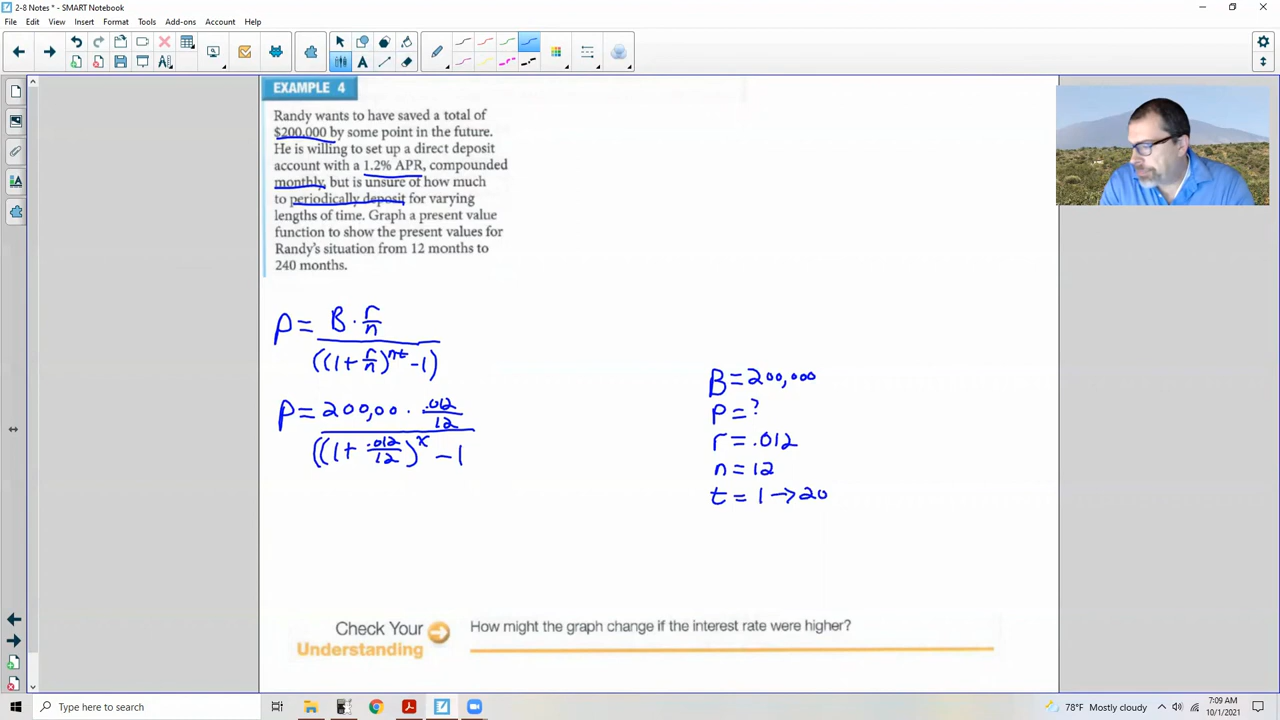 2-8 Notes * - SMART Notebook
File Edit View Insert Format Tools Add-ons Account Help
EXAMPLE 4
Randy wants to have saved a total of
$200,000 by some point in the future.
He is willing to set up a direct deposit
account with a 1.2% APR, compounded
monthly, but is unsure of how much
to periodically deposit for varying
lengths of time. Graph a present value
function to show the present values for
Randy's situation from 12 months to
240 months.
P = B · r/n
((1 + r/n)^nt - 1)
P = 200,00 · .012/12
((1 + .012/12)^x - 1
B = 200,000
P = ?
r = .012
n = 12
t = 1 → 20
Check Your
Understanding
How might the graph change if the interest rate were higher?
Type here to search
78°F Mostly cloudy
7:09 AM
10/1/2021